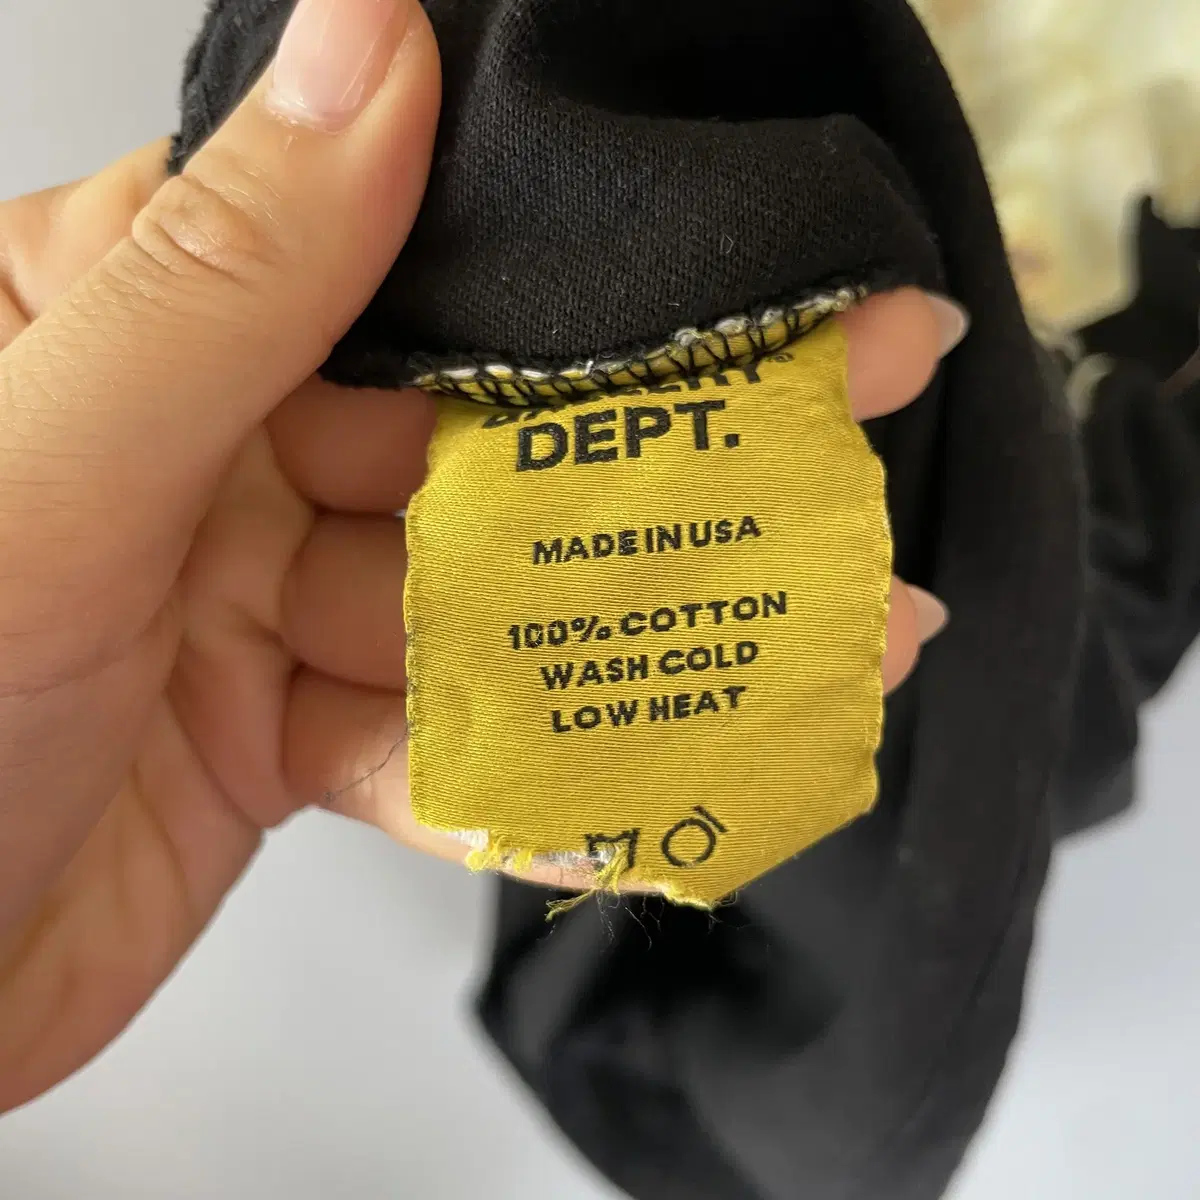 DEPT.
MADE IN USA
100% COTTON
WASH COLD
LOW HEAT